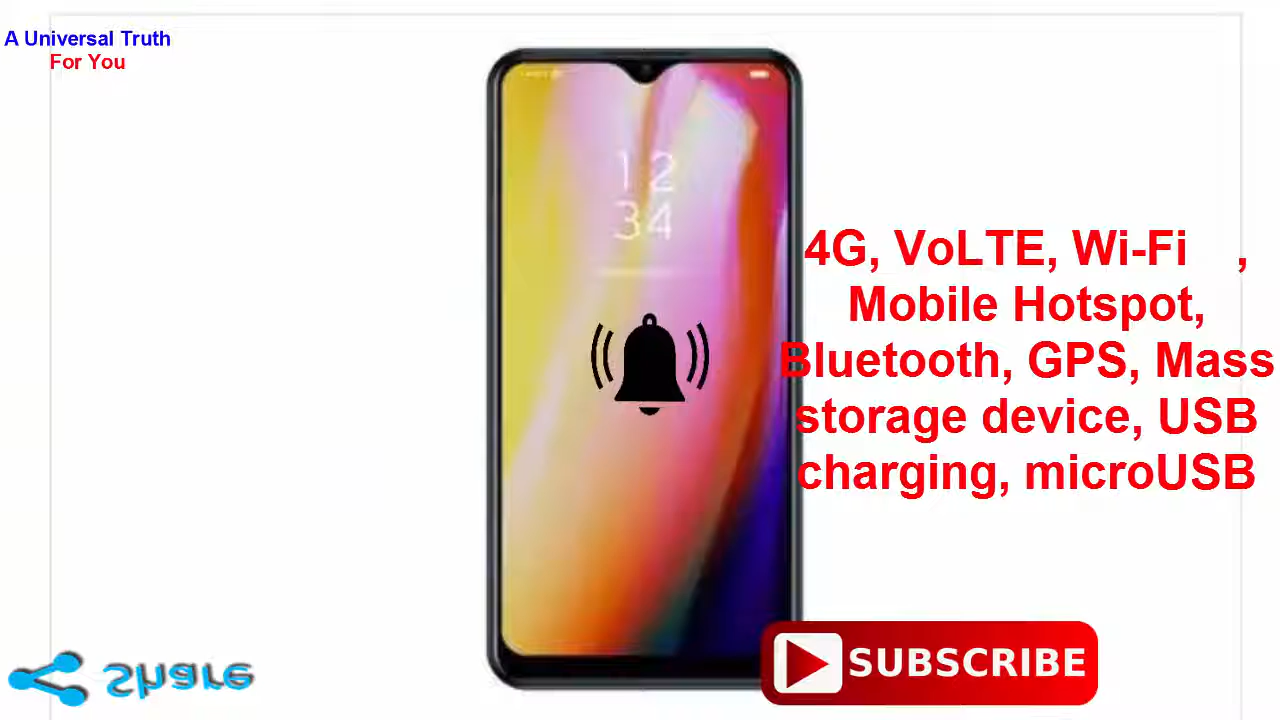 A Universal Truth
For You
12
34
4G, VoLTE, Wi-Fi ,
Mobile Hotspot,
Bluetooth, GPS, Mass
storage device, USB
charging, microUSB
SUBSCRIBE
Share